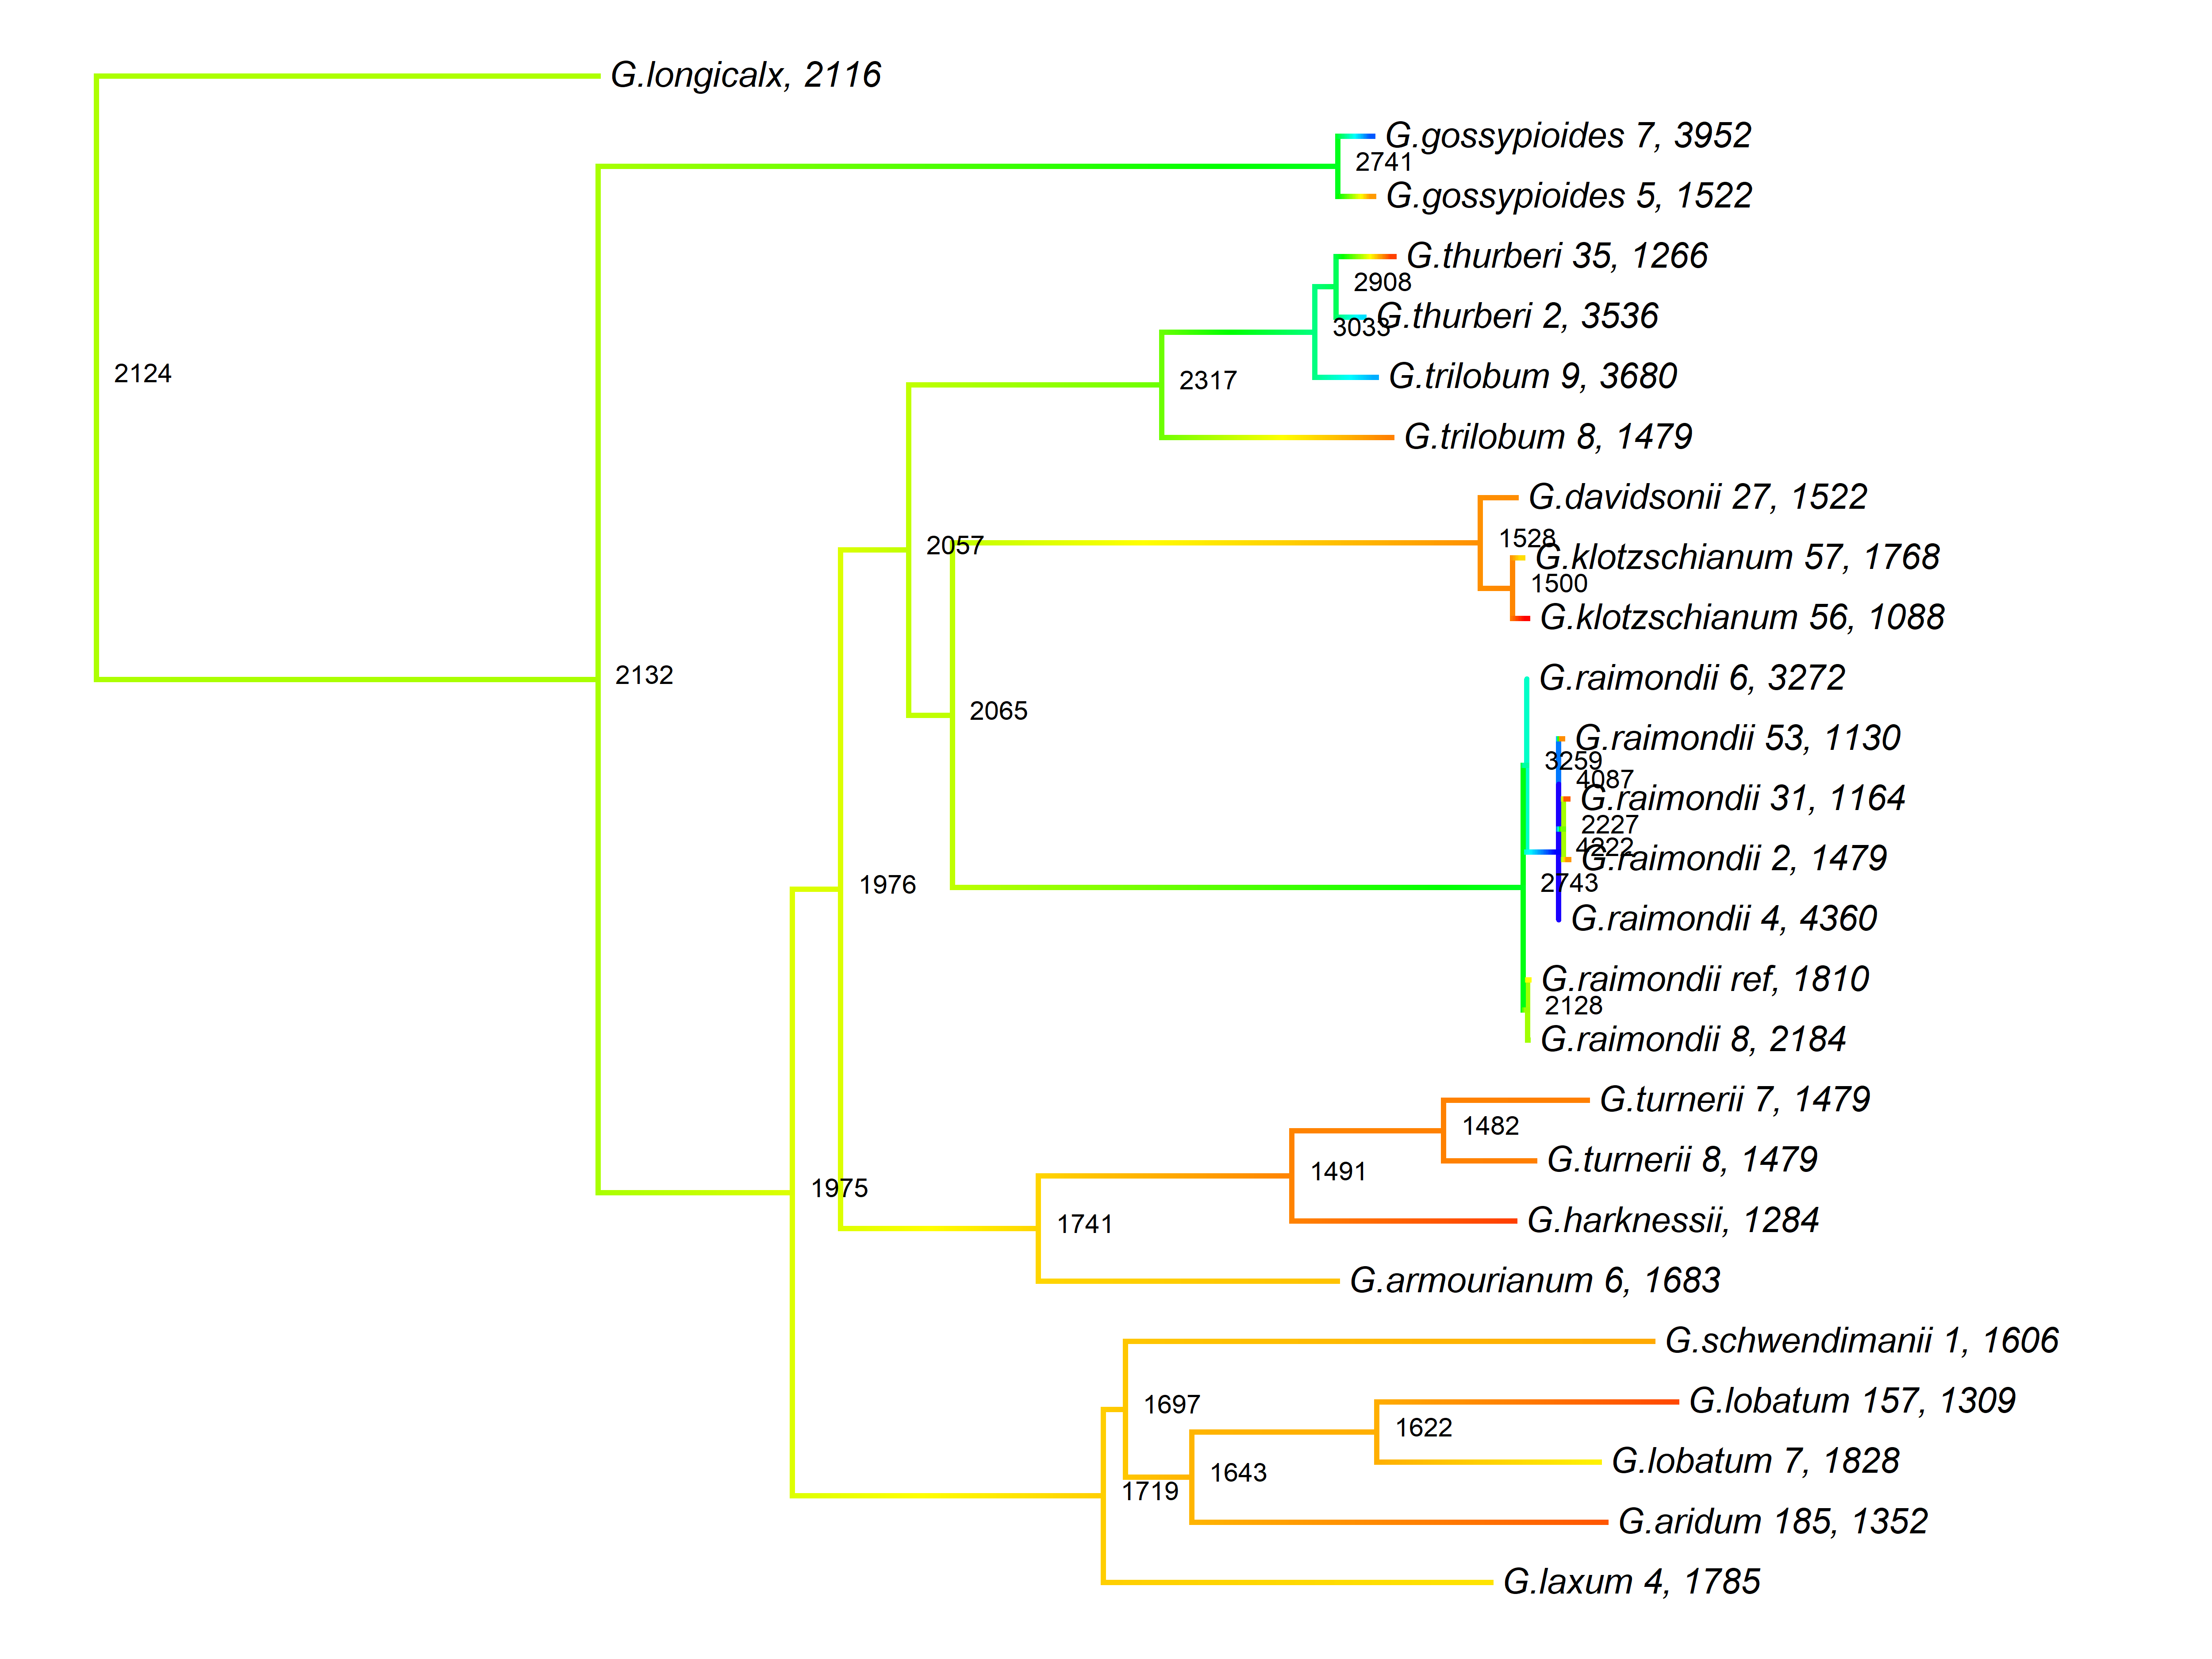 G.longicalx, 2116
G.gossypioides 7, 3952
2741
G.gossypioides 5, 1522
G.thurberi 35, 1266
2908
G.thurberi 2, 3536
3033
G.trilobum 9, 3680
2124
2317
G.trilobum 8, 1479
G.davidsonii 27, 1522
1528
2057
G.klotzschianum 57, 1768
1500
G.klotzschianum 56, 1088
2132
G.raimondii 6, 3272
2065
G.raimondii 53, 1130
3259
4087
G.raimondii 31, 1164
2227
4222
G.raimondii 2, 1479
1976
2743
G.raimondii 4, 4360
G.raimondii ref, 1810
2128
G.raimondii 8, 2184
G.turnerii 7, 1479
1482
G.turnerii 8, 1479
1491
1975
G.harknessii, 1284
1741
G.armourianum 6, 1683
G.schwendimanii 1, 1606
G.lobatum 157, 1309
1697
1622
G.lobatum 7, 1828
1643
1719
G.aridum 185, 1352
G.laxum 4, 1785